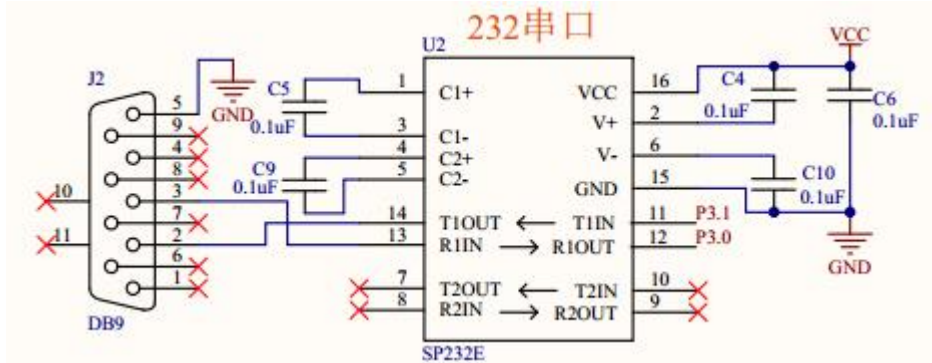 232串口
U2
VCC
J2
1
C1+
VCC
16
C4
0.1uF
C5
0.1uF
5
GND
9
4
8
3
7
2
6
1
10
11
DB9
3
C1-
V+
2
C6
0.1uF
4
C2+
V-
6
C9
0.1uF
5
C2-
GND
15
C10
0.1uF
14
T1OUT
T1IN
11
P3.1
13
R1IN
R1OUT
12
P3.0
GND
7
T2OUT
T2IN
10
8
R2IN
R2OUT
9
SP232E